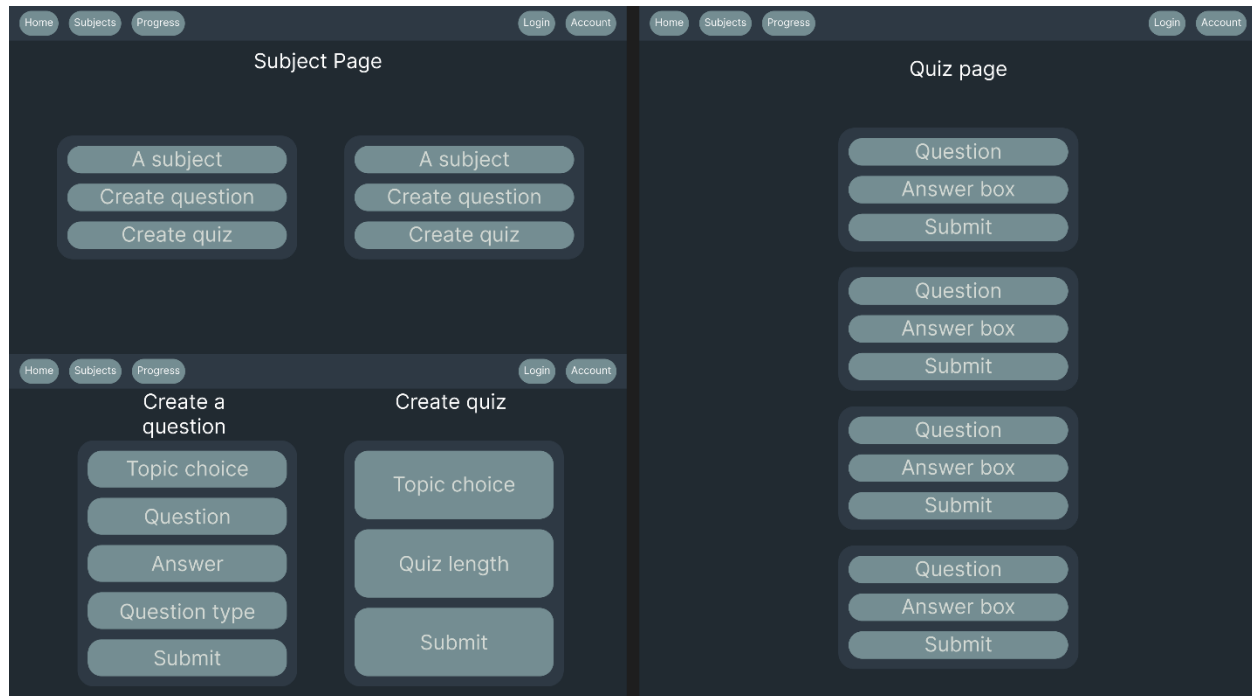 Home Subjects Progress Login Account
Subject Page
A subject
Create question
Create quiz
A subject
Create question
Create quiz
Home Subjects Progress Login Account
Create a
question
Topic choice
Question
Answer
Question type
Submit
Create quiz
Topic choice
Quiz length
Submit
Home Subjects Progress Login Account
Quiz page
Question
Answer box
Submit
Question
Answer box
Submit
Question
Answer box
Submit
Question
Answer box
Submit